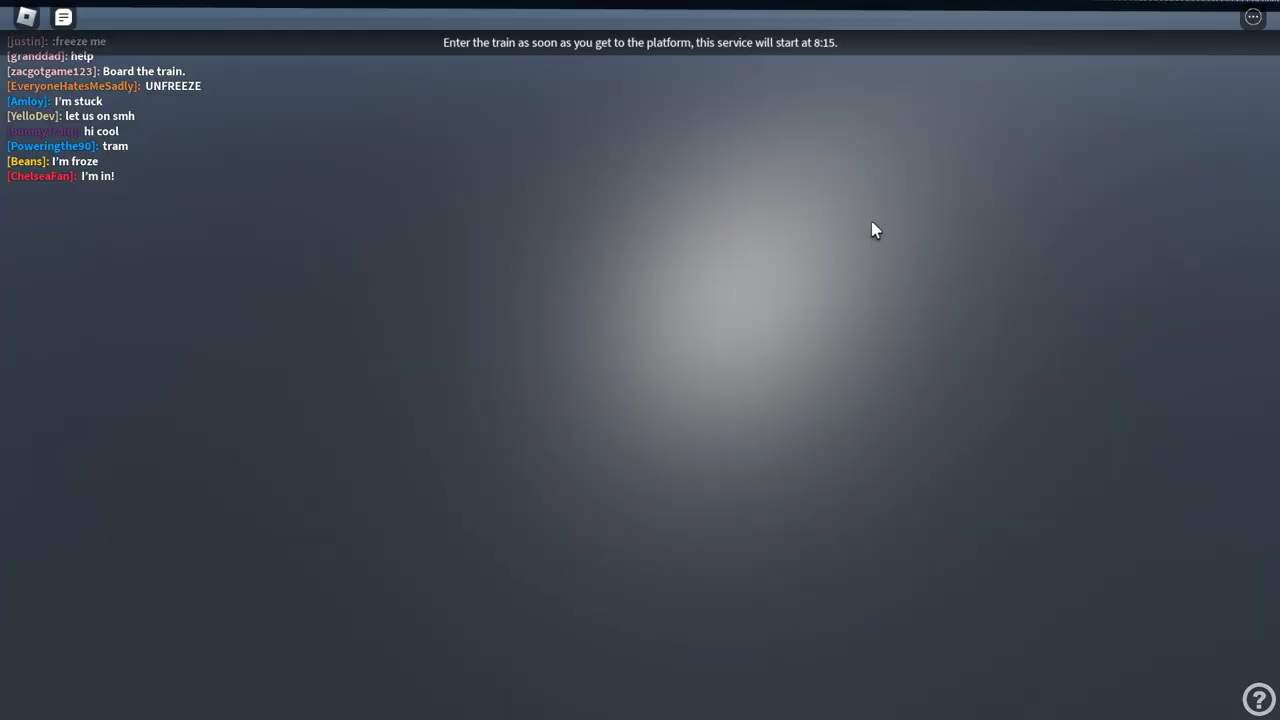 Enter the train as soon as you get to the platform, this service will start at 8:15.
[justin]: :freeze me
[granddad]: help
[zacgotgame123]: Board the train.
[EveryoneHatesMeSadly]: UNFREEZE
[Amloy]: I'm stuck
[YelloDev]: let us on smh
hi cool
[Poweringthe90]: tram
[Beans]: I'm froze
[ChelseaFan]: I'm in!
?